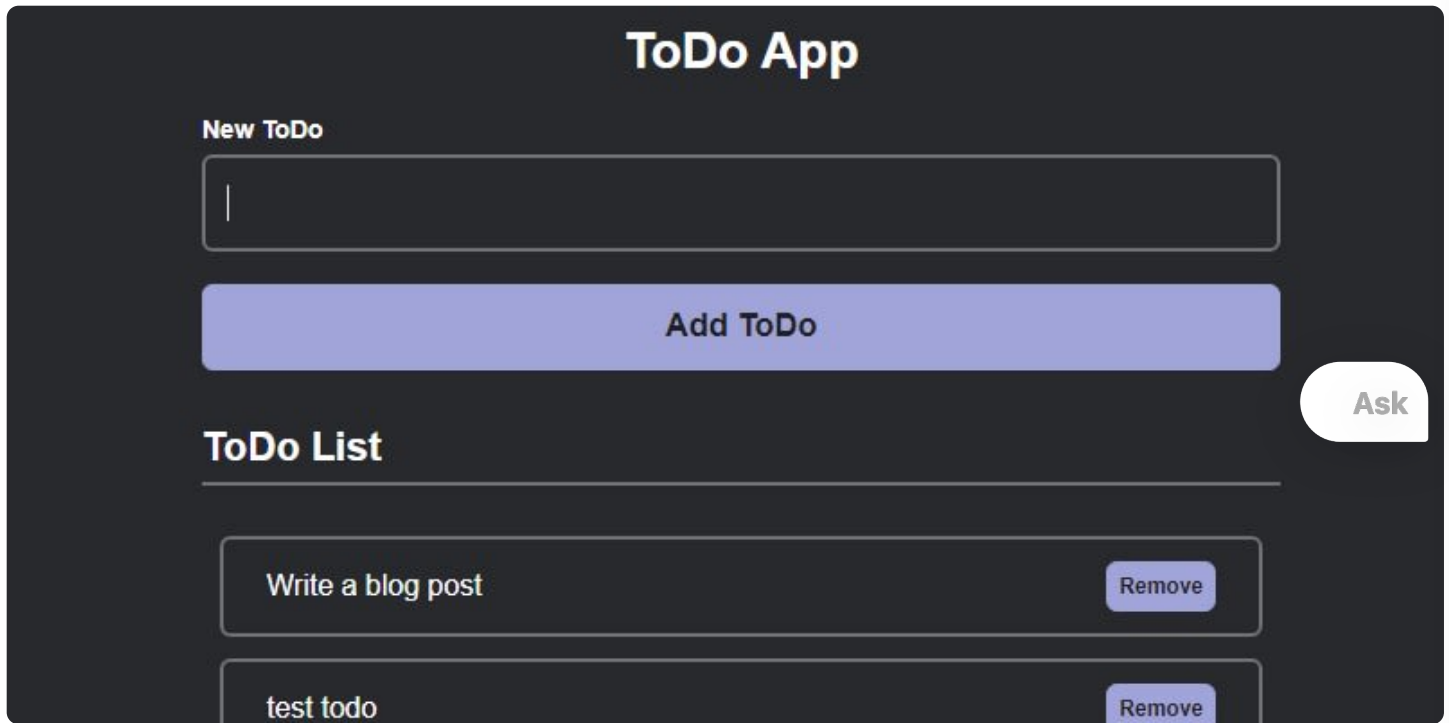 ToDo App
New ToDo
Add ToDo
Ask
ToDo List
Write a blog post
Remove
test todo
Remove